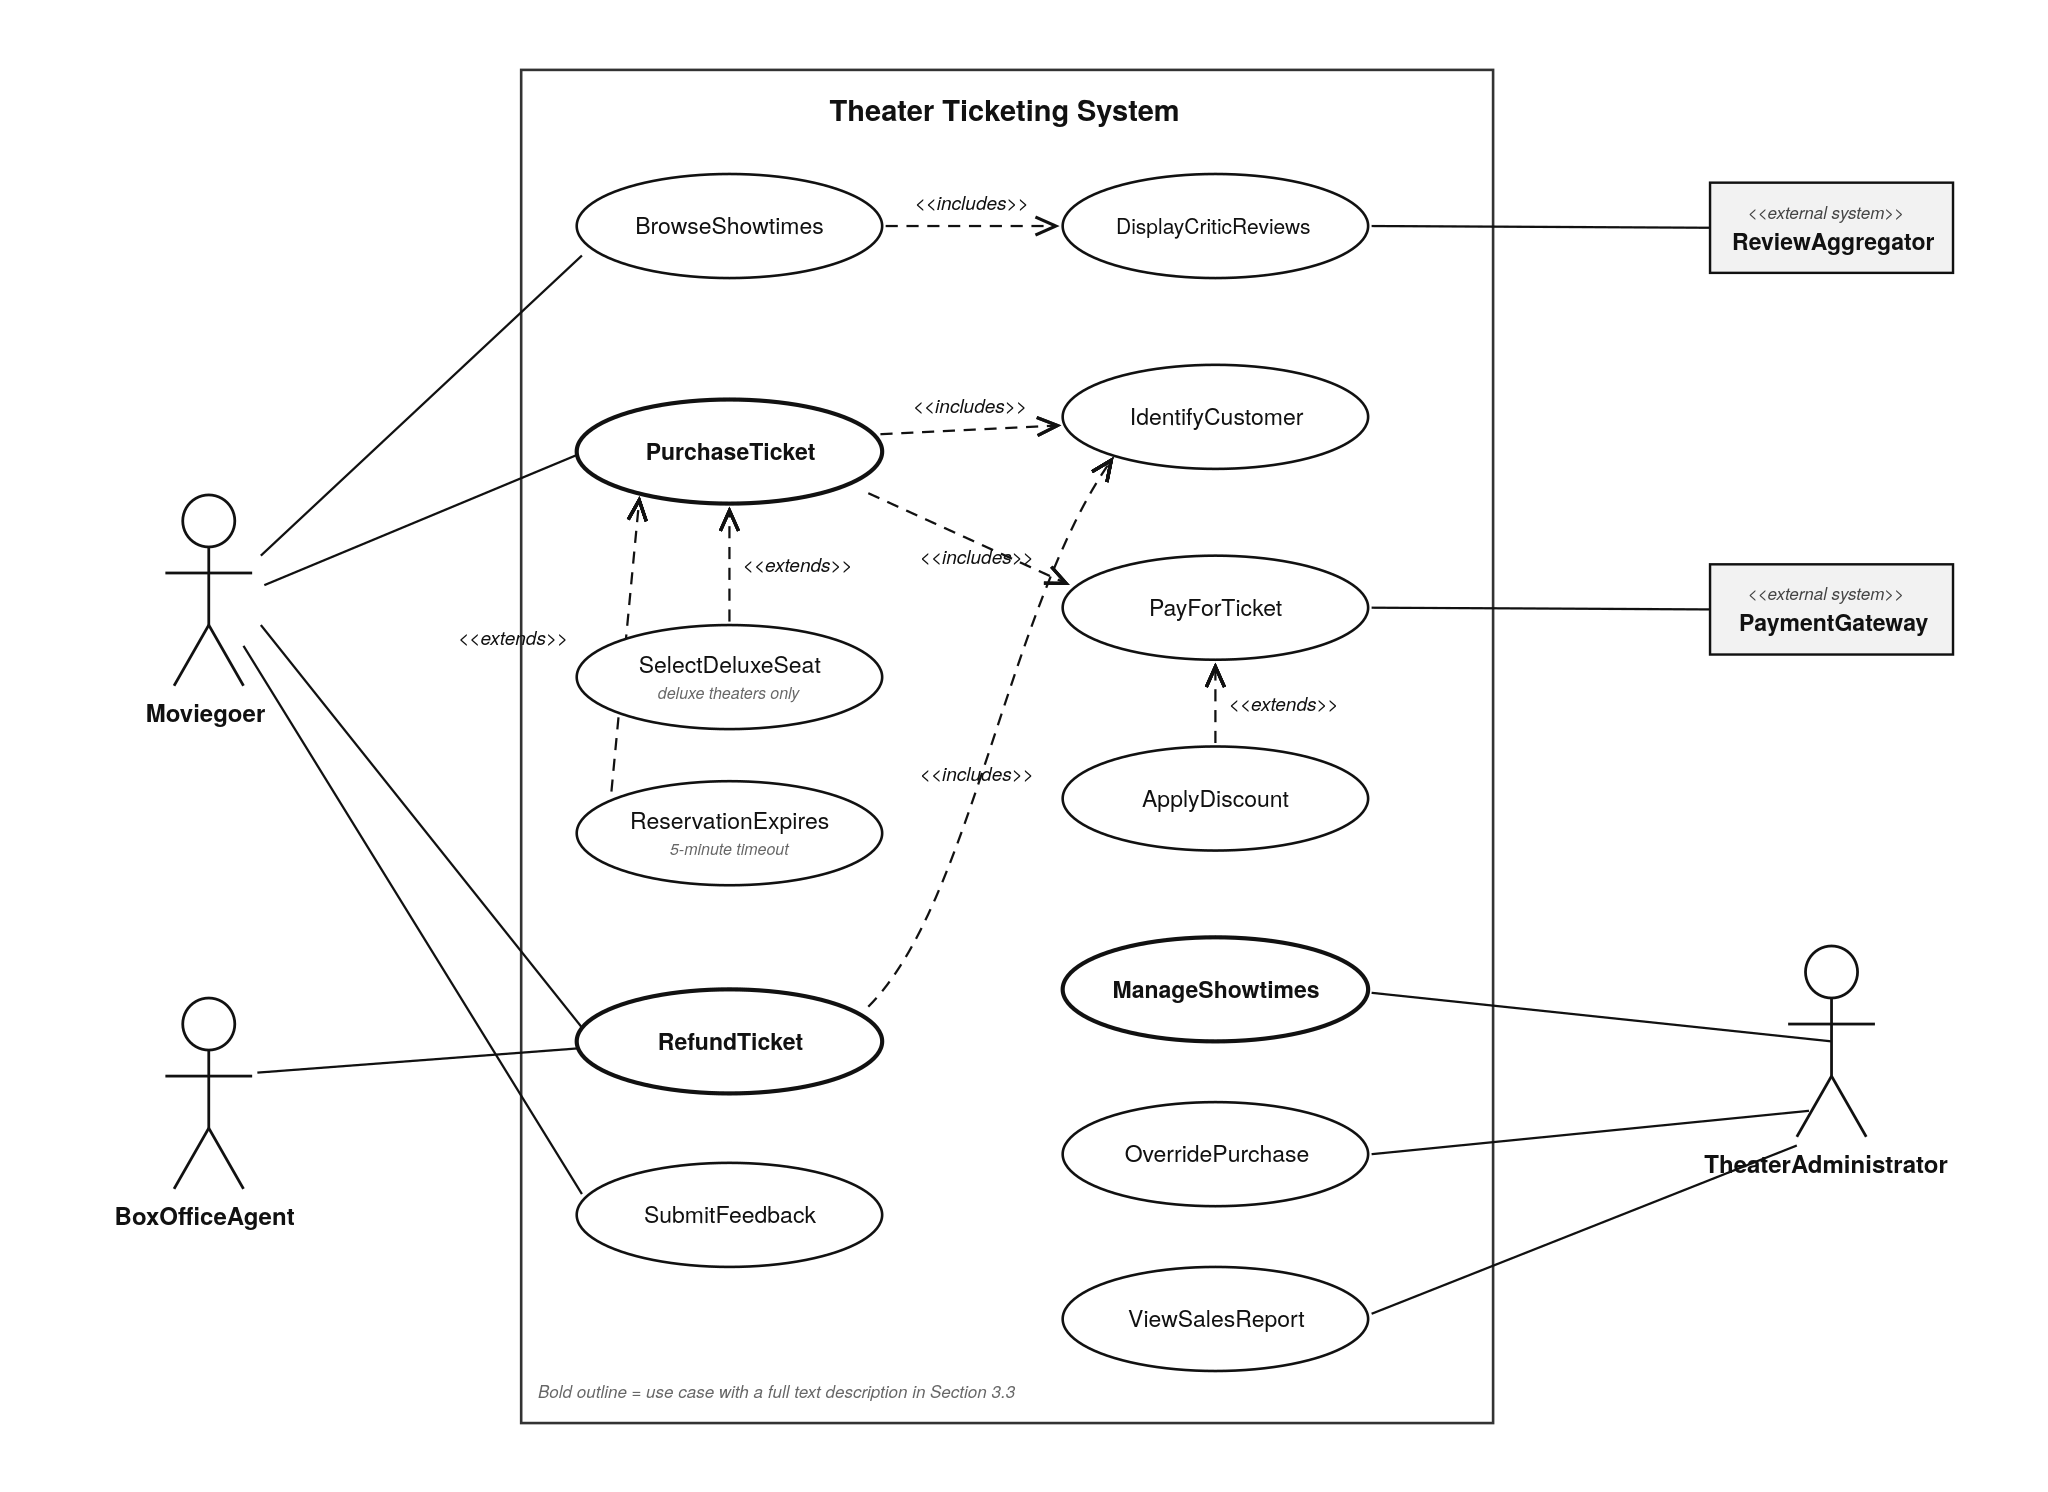 Theater Ticketing System
BrowseShowtimes
<<includes>>
DisplayCriticReviews
<<external system>>
ReviewAggregator
PurchaseTicket
<<includes>>
IdentifyCustomer
<<extends>>
<<includes>>
PayForTicket
<<external system>>
PaymentGateway
<<extends>>
SelectDeluxeSeat
deluxe theaters only
Moviegoer
<<extends>>
ReservationExpires
5-minute timeout
<<includes>>
ApplyDiscount
ManageShowtimes
RefundTicket
OverridePurchase
TheaterAdministrator
BoxOfficeAgent
SubmitFeedback
ViewSalesReport
Bold outline = use case with a full text description in Section 3.3